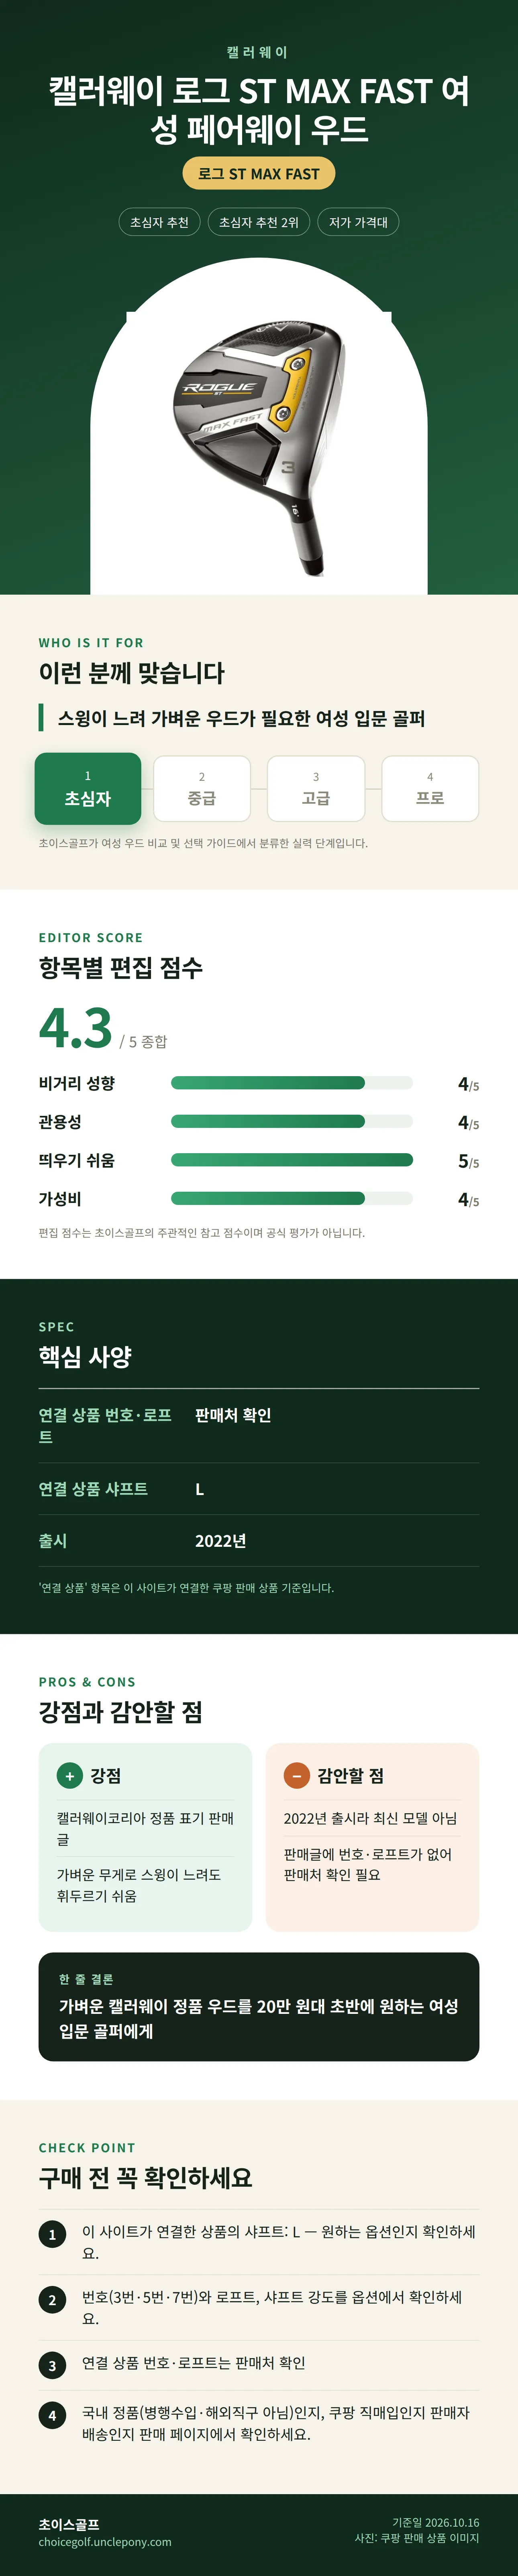 캘러웨이
캘러웨이 로그 ST MAX FAST 여
성 페어웨이 우드
로그 ST MAX FAST
초심자 추천
초심자 추천 2위
저가 가격대
ROGUE
ST
MAX FAST
3
16°
WHO IS IT FOR
이런 분께 맞습니다
스윙이 느려 가벼운 우드가 필요한 여성 입문 골퍼
1
초심자
2
중급
3
고급
4
프로
초이스골프가 여성 우드 비교 및 선택 가이드에서 분류한 실력 단계입니다.
EDITOR SCORE
항목별 편집 점수
4.3 / 5 종합
비거리 성향 4/5
관용성 4/5
띄우기 쉬움 5/5
가성비 4/5
편집 점수는 초이스골프의 주관적인 참고 점수이며 공식 평가가 아닙니다.
SPEC
핵심 사양
연결 상품 번호·로프 판매처 확인
트
연결 상품 샤프트 L
출시 2022년
'연결 상품' 항목은 이 사이트가 연결한 쿠팡 판매 상품 기준입니다.
PROS & CONS
강점과 감안할 점
+ 강점
캘러웨이코리아 정품 표기 판매
글
가벼운 무게로 스윙이 느려도
휘두르기 쉬움
− 감안할 점
2022년 출시라 최신 모델 아님
판매글에 번호·로프트가 없어
판매처 확인 필요
한 줄 결론
가벼운 캘러웨이 정품 우드를 20만 원대 초반에 원하는 여성
입문 골퍼에게
CHECK POINT
구매 전 꼭 확인하세요
1 이 사이트가 연결한 상품의 샤프트: L — 원하는 옵션인지 확인하세
요.
2 번호(3번·5번·7번)와 로프트, 샤프트 강도를 옵션에서 확인하세
요.
3 연결 상품 번호·로프트는 판매처 확인
4 국내 정품(병행수입·해외직구 아님)인지, 쿠팡 직매입인지 판매자
배송인지 판매 페이지에서 확인하세요.
초이스골프
choicegolf.unclepony.com
기준일 2026.10.16
사진: 쿠팡 판매 상품 이미지